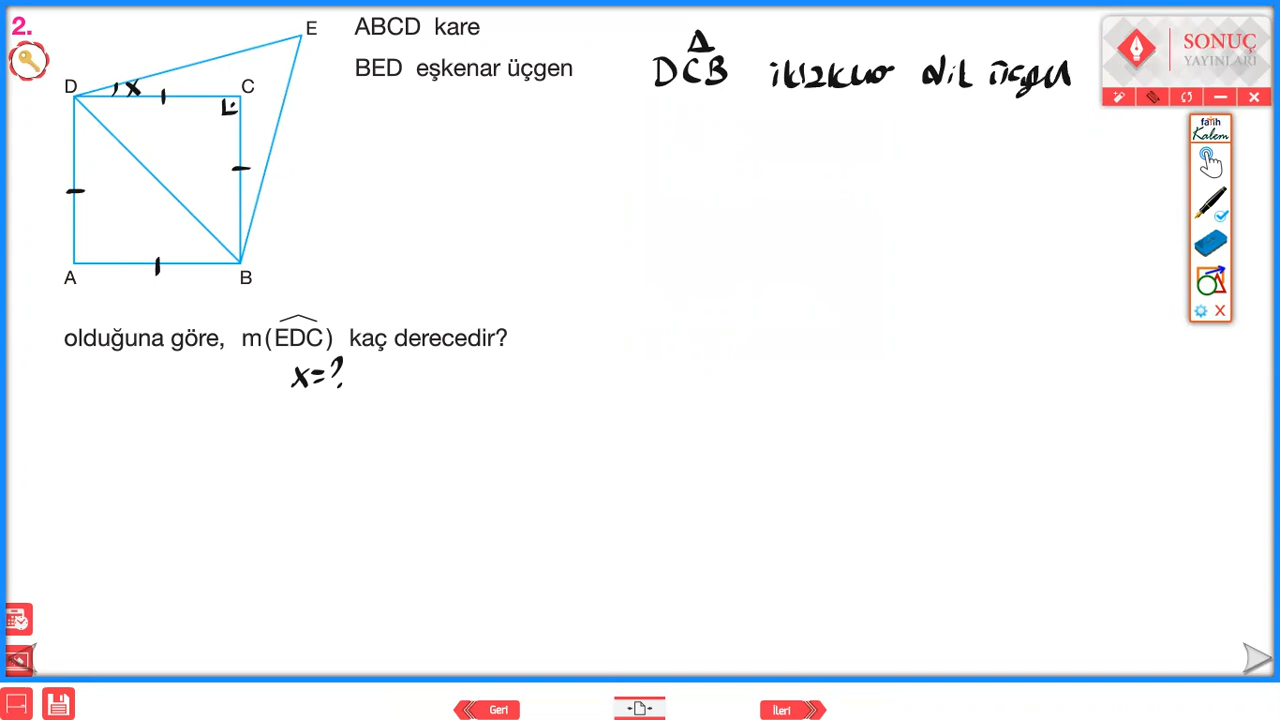 2.
E
ABCD kare
BED eşkenar üçgen
D
x
C
A
B
DCB ikizkenar dik üçgen
olduğuna göre, m(EDC) kaç derecedir?
x=?
SONUÇ
YAYINLARI
fatih
Kalem
X
Geri
İleri